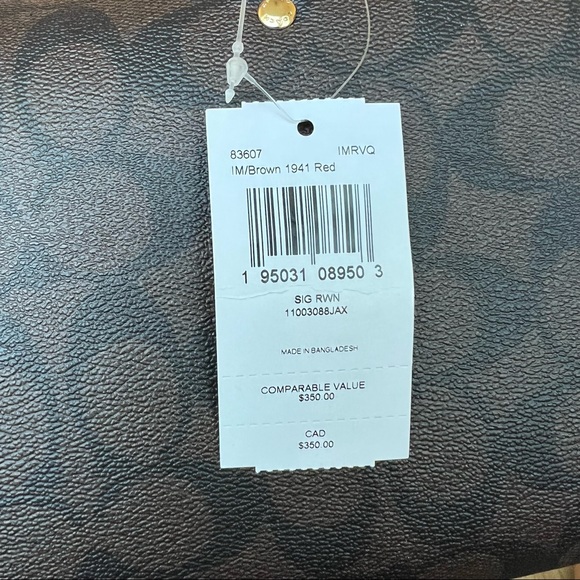 83607 IMRVQ
IM/Brown 1941 Red
1 95031 08950 3
SIG RWN
11003088JAX
MADE IN BANGLADESH
COMPARABLE VALUE
$350.00
CAD
$350.00